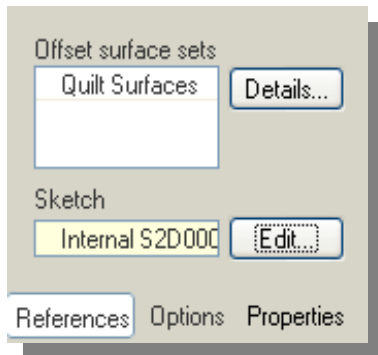 Offset surface sets
Quilt Surfaces Details...
Sketch
Internal S2D000 Edit...
References Options Properties